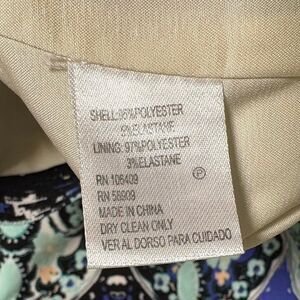 SHELL:95%POLYESTER
5%ELASTANE
LINING: 97%POLYESTER
3%ELASTANE
RN 106409
RN 58909
MADE IN CHINA
DRY CLEAN ONLY
VER AL DORSO PARA CUIDADO
P